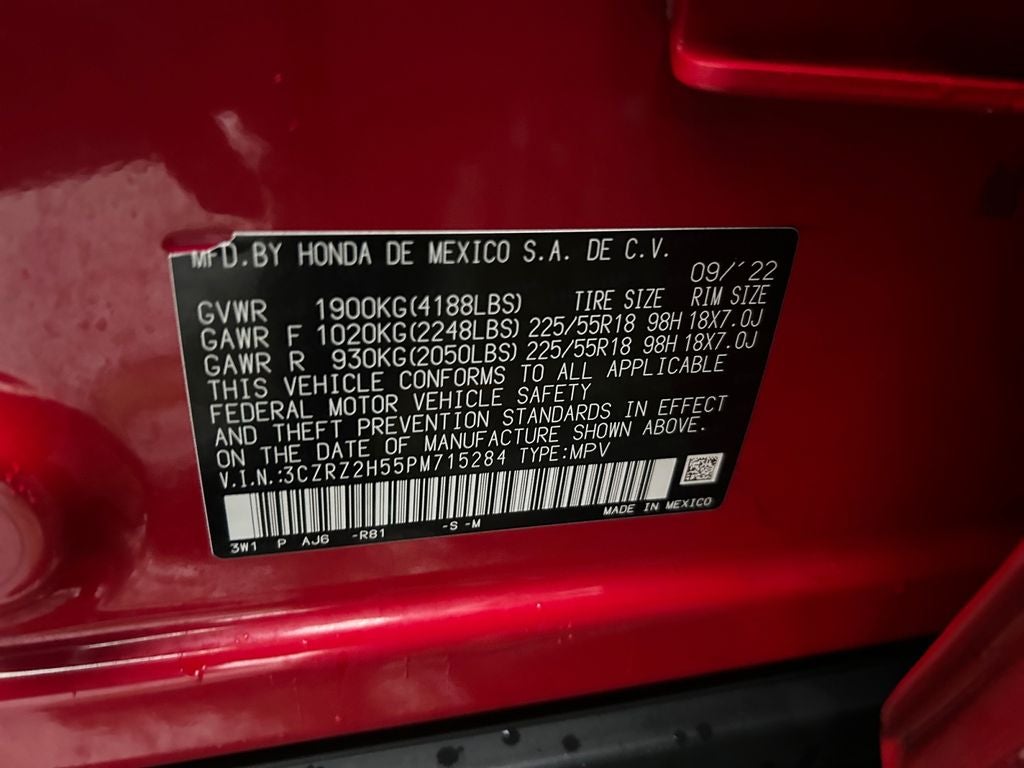 MFD.BY HONDA DE MEXICO S.A. DE C.V.
09/´22
GVWR 1900KG(4188LBS) TIRE SIZE RIM SIZE
GAWR F 1020KG(2248LBS) 225/55R18 98H 18X7.0J
GAWR R 930KG(2050LBS) 225/55R18 98H 18X7.0J
THIS VEHICLE CONFORMS TO ALL APPLICABLE
FEDERAL MOTOR VEHICLE SAFETY
AND THEFT PREVENTION STANDARDS IN EFFECT
ON THE DATE OF MANUFACTURE SHOWN ABOVE.
V.I.N.:3CZRZ2H55PM715284 TYPE:MPV
MADE IN MEXICO
3W1 P AJ6 -R81 -S -M